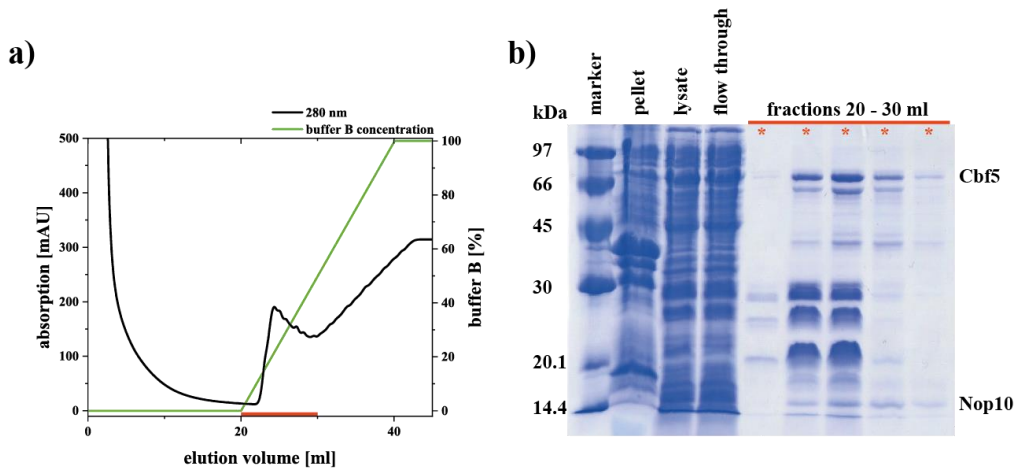 a)
280 nm
buffer B concentration
500
400
300
200
100
0
absorption [mAU]
100
80
60
40
20
0
buffer B [%]
0 20 40
elution volume [ml]
b)
marker
pellet
lysate
flow through
kDa
fractions 20 - 30 ml
* * * * *
97
66
45
30
20.1
14.4
Cbf5
Nop10